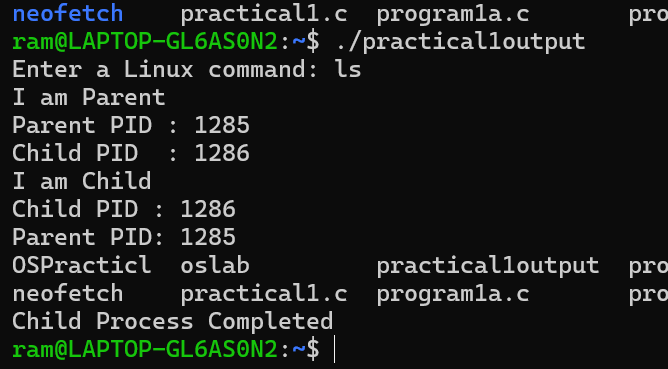 neofetch practical1.c program1a.c pro
ram@LAPTOP-GL6AS0N2:~$ ./practical1output
Enter a Linux command: ls
I am Parent
Parent PID : 1285
Child PID  : 1286
I am Child
Child PID : 1286
Parent PID: 1285
OSPracticl oslab practical1output pro
neofetch practical1.c program1a.c pro
Child Process Completed
ram@LAPTOP-GL6AS0N2:~$